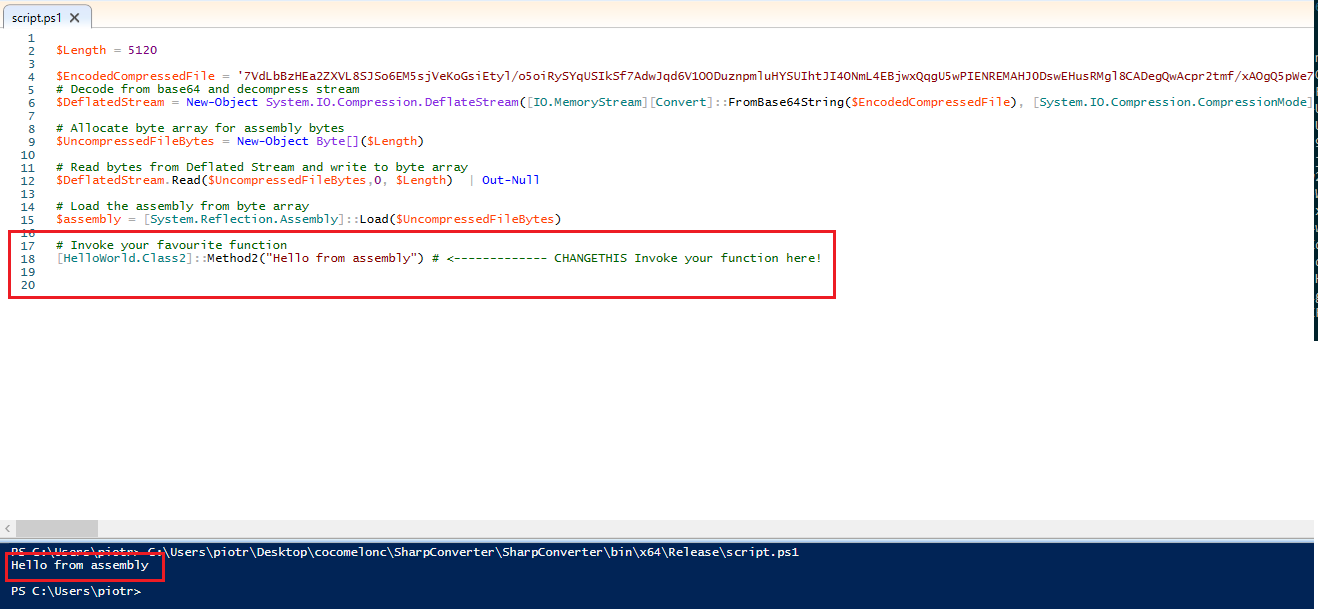 script.ps1 X
1
2 $Length = 5120
3
4 $EncodedCompressedFile = '7VdLbBzHEa2ZXVL8SJSo6EM5sjVeKoGsiEtyl/o5oiRySYqUSIkSf7AdwJqd6V1OODuznpmluHYSUIhtJI4ONmL4EBjwxQqgU5wPIENREMAHJODswEHusRMgl8CADegQwAcpr2tmf/xAOgQ5pWe7
5 # Decode from base64 and decompress stream
6 $DeflatedStream = New-Object System.IO.Compression.DeflateStream([IO.MemoryStream][Convert]::FromBase64String($EncodedCompressedFile), [System.IO.Compression.CompressionMode]
7
8 # Allocate byte array for assembly bytes
9 $UncompressedFileBytes = New-Object Byte[]($Length)
10
11 # Read bytes from Deflated Stream and write to byte array
12 $DeflatedStream.Read($UncompressedFileBytes,0, $Length) | Out-Null
13
14 # Load the assembly from byte array
15 $assembly = [System.Reflection.Assembly]::Load($UncompressedFileBytes)
16
17 # Invoke your favourite function
18 [HelloWorld.Class2]::Method2("Hello from assembly") # <------------- CHANGETHIS Invoke your function here!
19
20
PS C:\Users\piotr> C:\Users\piotr\Desktop\cocomelonc\SharpConverter\SharpConverter\bin\x64\Release\script.ps1
Hello from assembly
PS C:\Users\piotr>